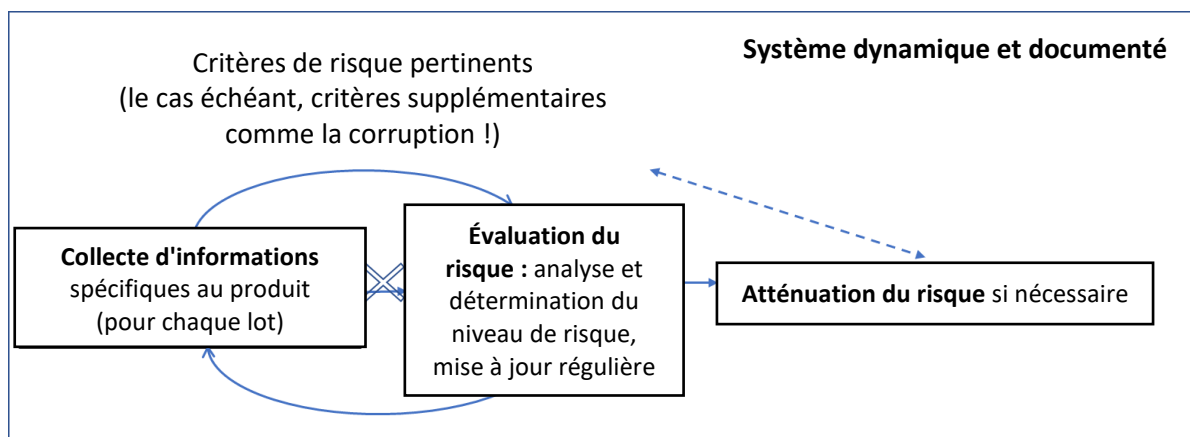 Système dynamique et documenté
Critères de risque pertinents
(le cas échéant, critères supplémentaires
comme la corruption !)
Collecte d'informations
spécifiques au produit
(pour chaque lot)
Évaluation du
risque : analyse et
détermination du
niveau de risque,
mise à jour régulière
Atténuation du risque si nécessaire